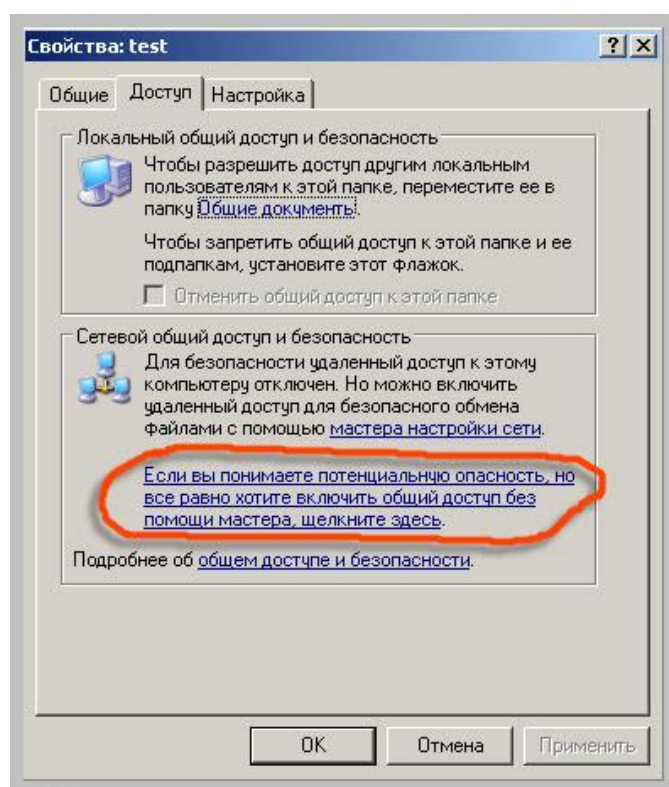 Свойства: test
Общие
Доступ
Настройка
Локальный общий доступ и безопасность
Чтобы разрешить доступ другим локальным
пользователям к этой папке, переместите ее в
папку Общие документы.
Чтобы запретить общий доступ к этой папке и ее
подпапкам, установите этот флажок.
Отменить общий доступ к этой папке
Сетевой общий доступ и безопасность
Для безопасности удаленный доступ к этому
компьютеру отключен. Но можно включить
удаленный доступ для безопасного обмена
файлами с помощью мастера настройки сети.
Если вы понимаете потенциальную опасность, но
все равно хотите включить общий доступ без
помощи мастера, щелкните здесь.
Подробнее об общем доступе и безопасности.
OK
Отмена
Применить